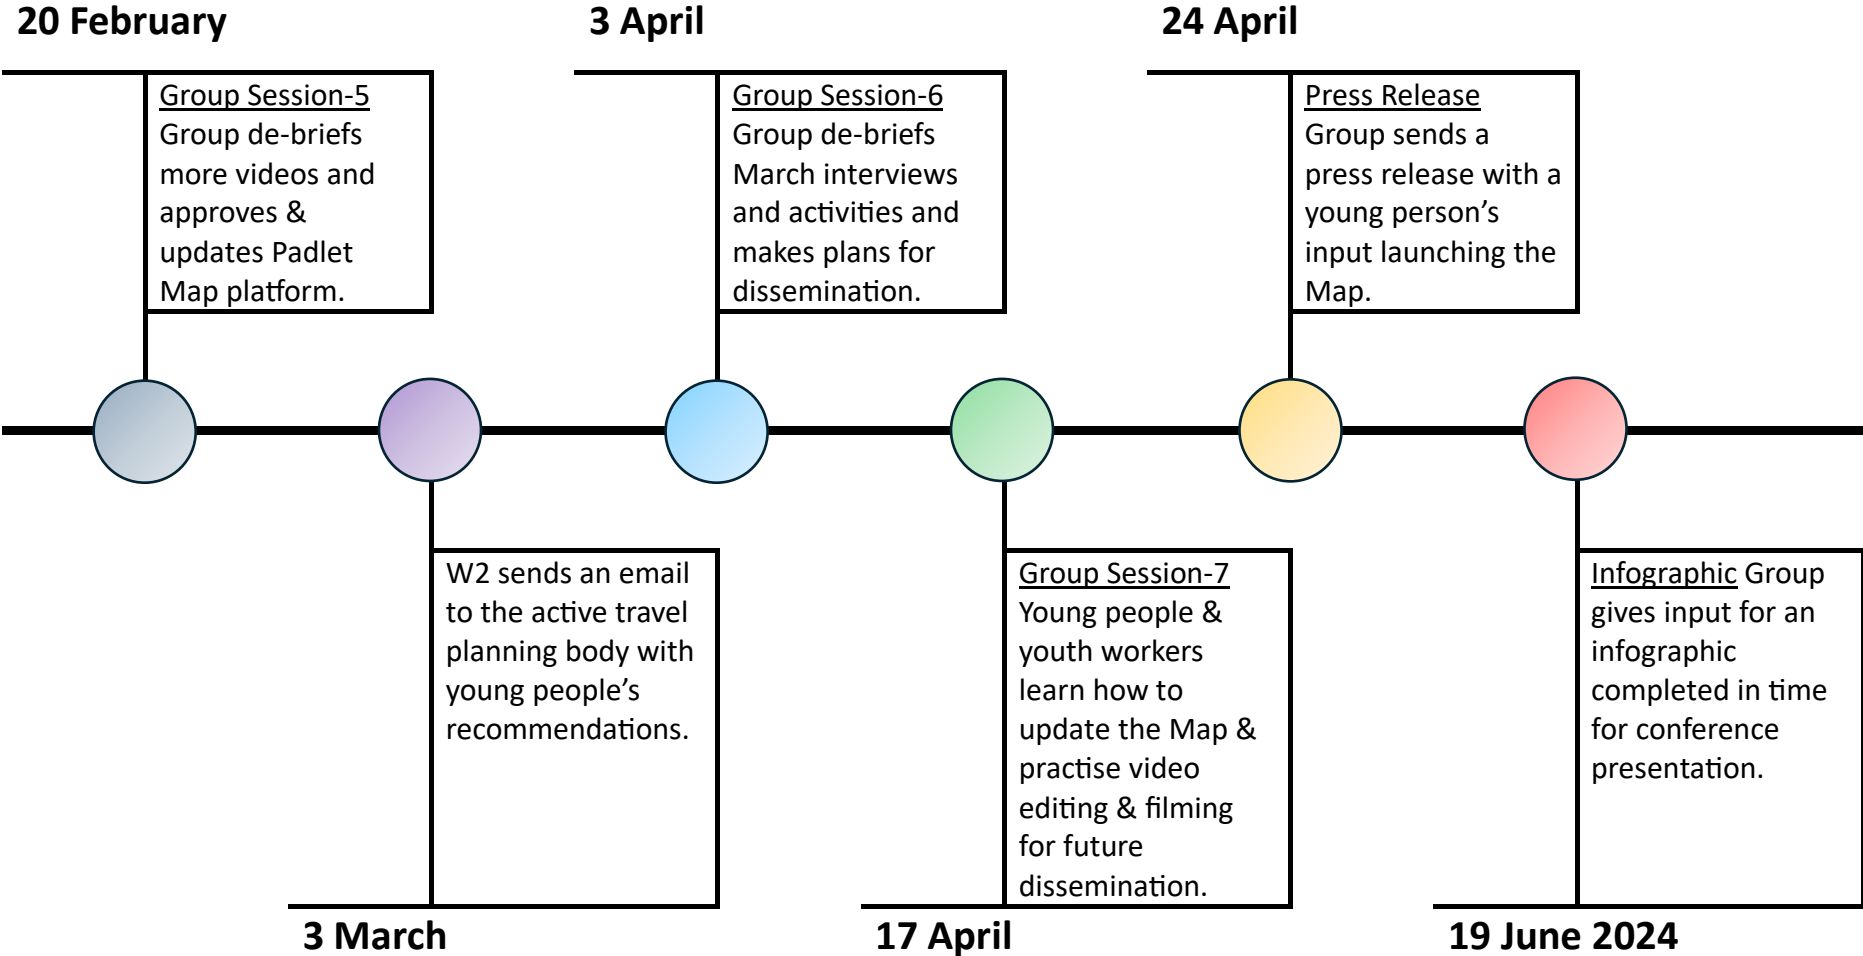 20 February
Group Session-5
Group de-briefs
more videos and
approves &
updates Padlet
Map platform.
3 March
W2 sends an email
to the active travel
planning body with
young people’s
recommendations.
3 April
Group Session-6
Group de-briefs
March interviews
and activities and
makes plans for
dissemination.
17 April
Group Session-7
Young people &
youth workers
learn how to
update the Map &
practise video
editing & filming
for future
dissemination.
24 April
Press Release
Group sends a
press release with a
young person’s
input launching the
Map.
19 June 2024
Infographic Group
gives input for an
infographic
completed in time
for conference
presentation.